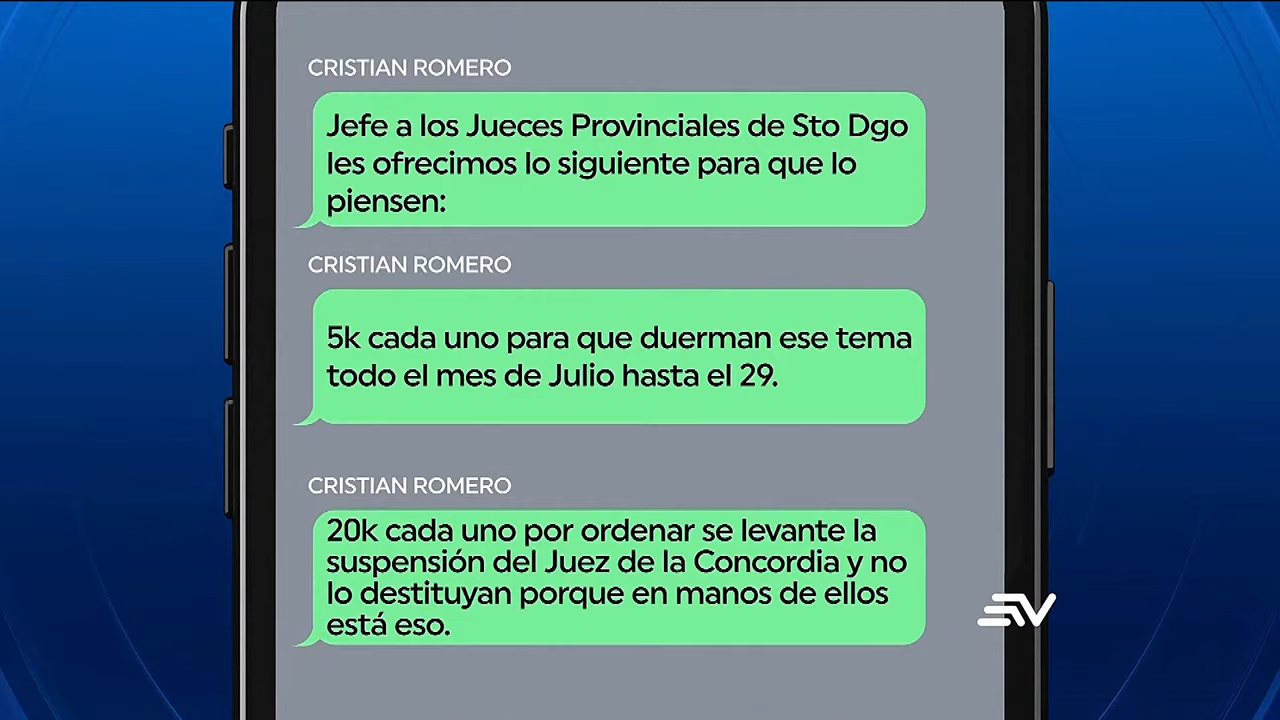 CRISTIAN ROMERO
Jefe a los Jueces Provinciales de Sto Dgo
les ofrecimos lo siguiente para que lo
piensen:
CRISTIAN ROMERO
5k cada uno para que duerman ese tema
todo el mes de Julio hasta el 29.
CRISTIAN ROMERO
20k cada uno por ordenar se levante la
suspensión del Juez de la Concordia y no
lo destituyan porque en manos de ellos
está eso.
EV